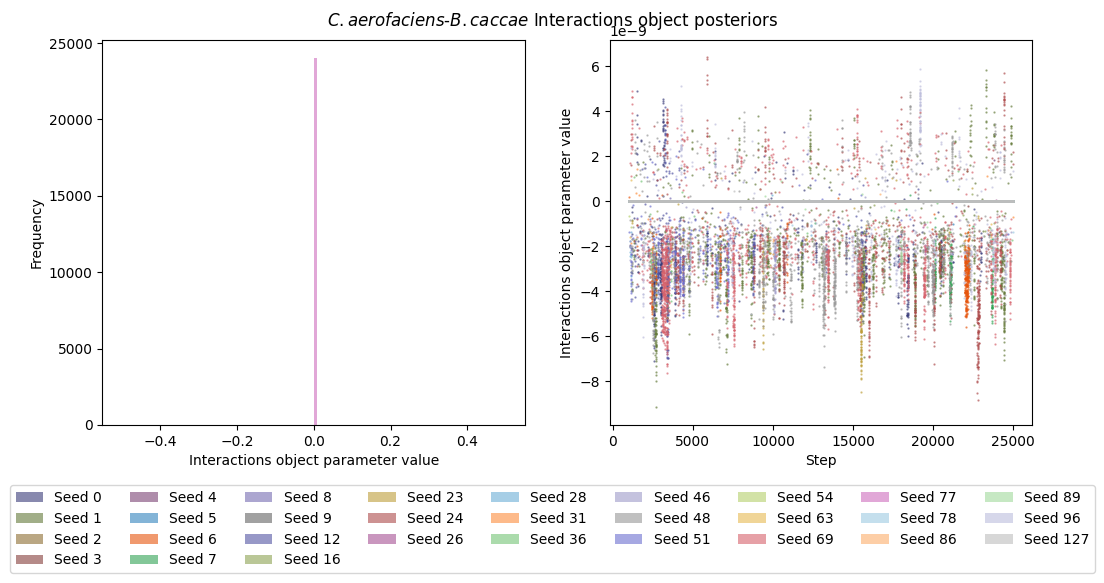 C. aerofaciens-B. caccae Interactions object posteriors
25000
20000
15000
10000
5000
0
Frequency
−0.4 −0.2 0.0 0.2 0.4
Interactions object parameter value
1e−9
6
4
2
0
−2
−4
−6
−8
Interactions object parameter value
0 5000 10000 15000 20000 25000
Step
Seed 0 Seed 4 Seed 8 Seed 23 Seed 28 Seed 46 Seed 54 Seed 77 Seed 89
Seed 1 Seed 5 Seed 9 Seed 24 Seed 31 Seed 48 Seed 63 Seed 78 Seed 96
Seed 2 Seed 6 Seed 12 Seed 26 Seed 36 Seed 51 Seed 69 Seed 86 Seed 127
Seed 3 Seed 7 Seed 16